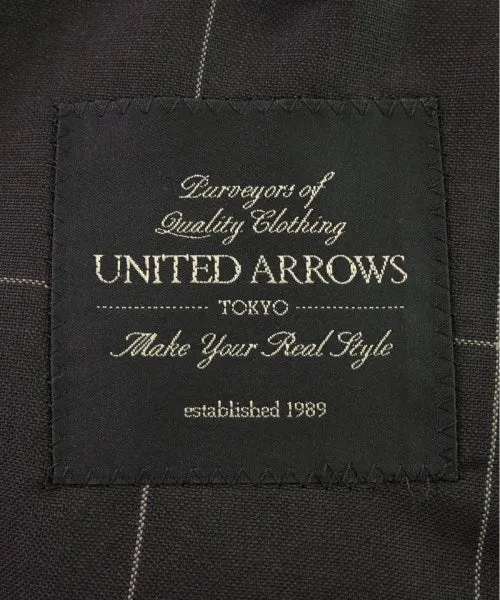 Purveyors of
Quality Clothing
UNITED ARROWS
TOKYO
Make Your Real Style
established 1989